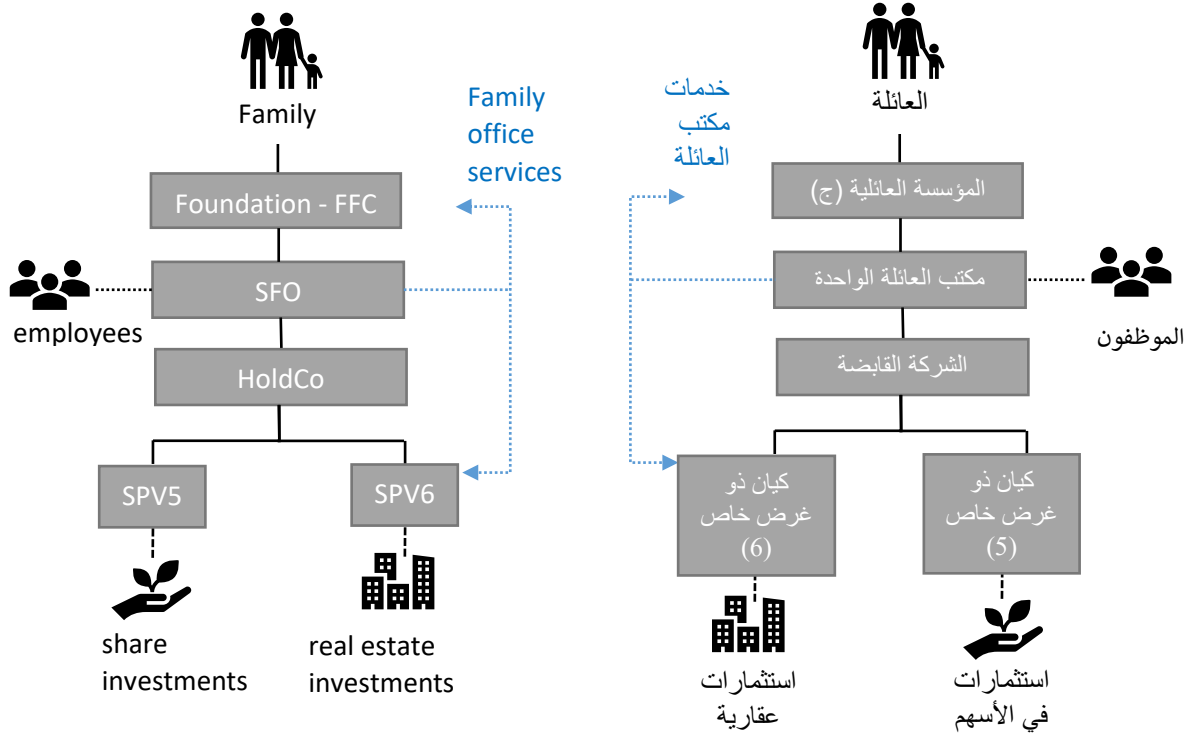 Family
Family
office
services
Foundation - FFC
SFO
employees
HoldCo
SPV5
SPV6
share
investments
real estate
investments
العائلة
خدمات
مكتب
العائلة
المؤسسة العائلية (ج)
مكتب العائلة الواحدة
الموظفون
الشركة القابضة
كيان ذو
غرض خاص
(6)
كيان ذو
غرض خاص
(5)
استثمارات
عقارية
استثمارات
في الأسهم